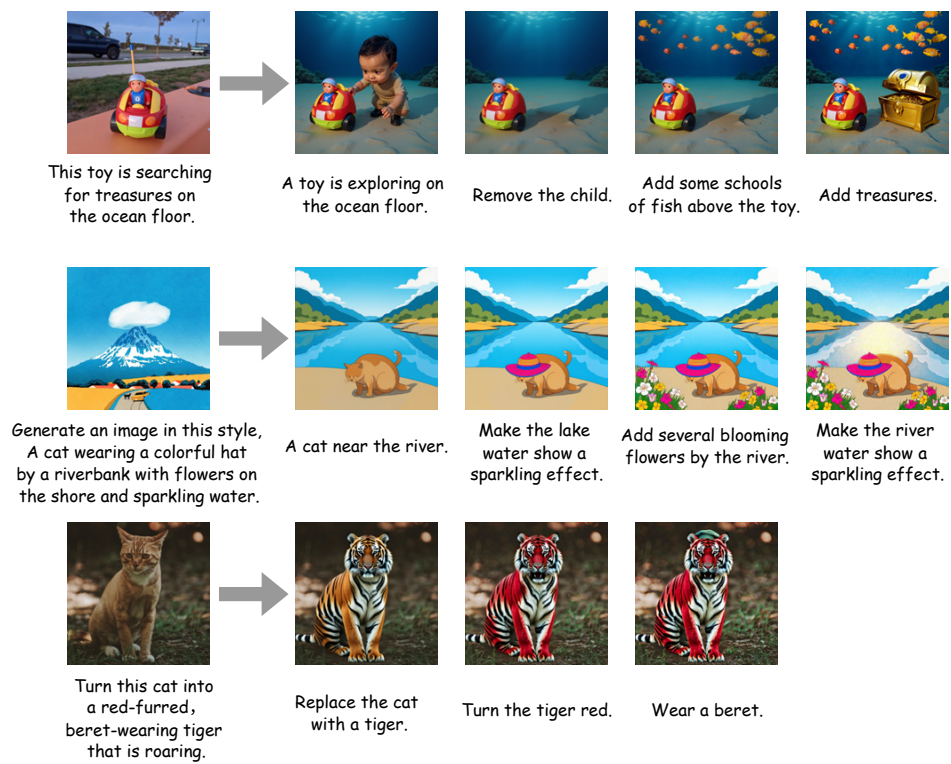 This toy is searching
for treasures on
the ocean floor.
A toy is exploring on
the ocean floor.
Remove the child.
Add some schools
of fish above the toy.
Add treasures.
Generate an image in this style,
A cat wearing a colorful hat
by a riverbank with flowers on
the shore and sparkling water.
A cat near the river.
Make the lake
water show a
sparkling effect.
Add several blooming
flowers by the river.
Make the river
water show a
sparkling effect.
Turn this cat into
a red-furred,
beret-wearing tiger
that is roaring.
Replace the cat
with a tiger.
Turn the tiger red.
Wear a beret.